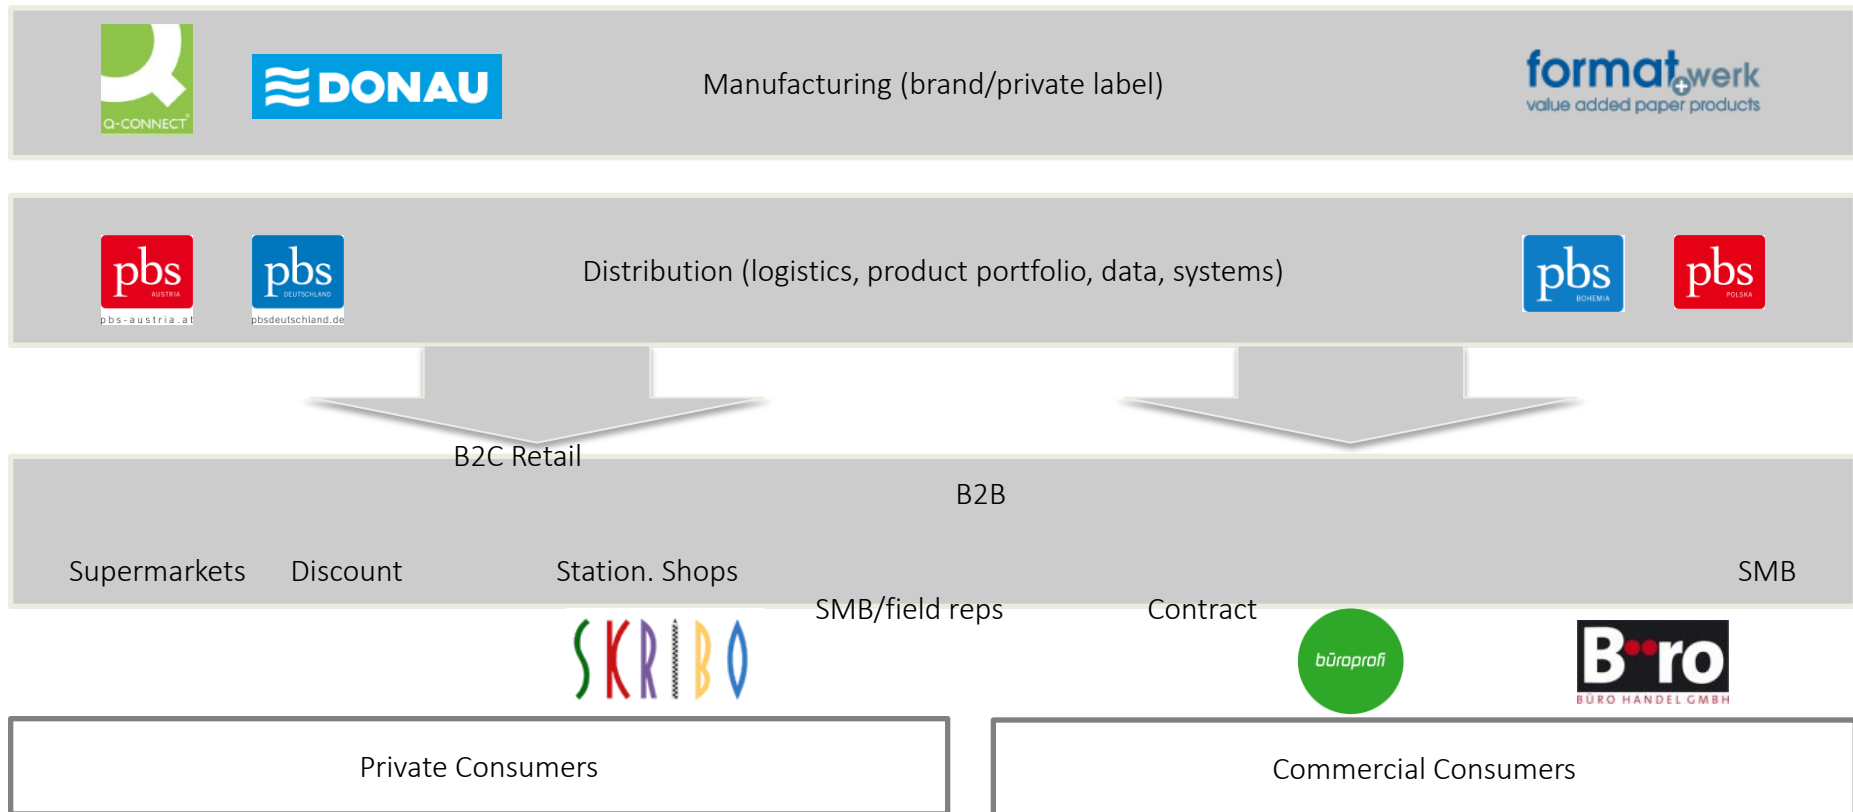 Q-CONNECT
DONAU
Manufacturing (brand/private label)
format+werk
value added paper products
pbs
AUSTRIA
pbs-austria.at
pbs
DEUTSCHLAND
pbsdeutschland.de
Distribution (logistics, product portfolio, data, systems)
pbs
BOHEMIA
pbs
POLSKA
B2C Retail
B2B
Supermarkets
Discount
Station. Shops
SMB
SMB/field reps
Contract
SKRIBO
büroprofi
Büro
BÜRO HANDEL GMBH
Private Consumers
Commercial Consumers